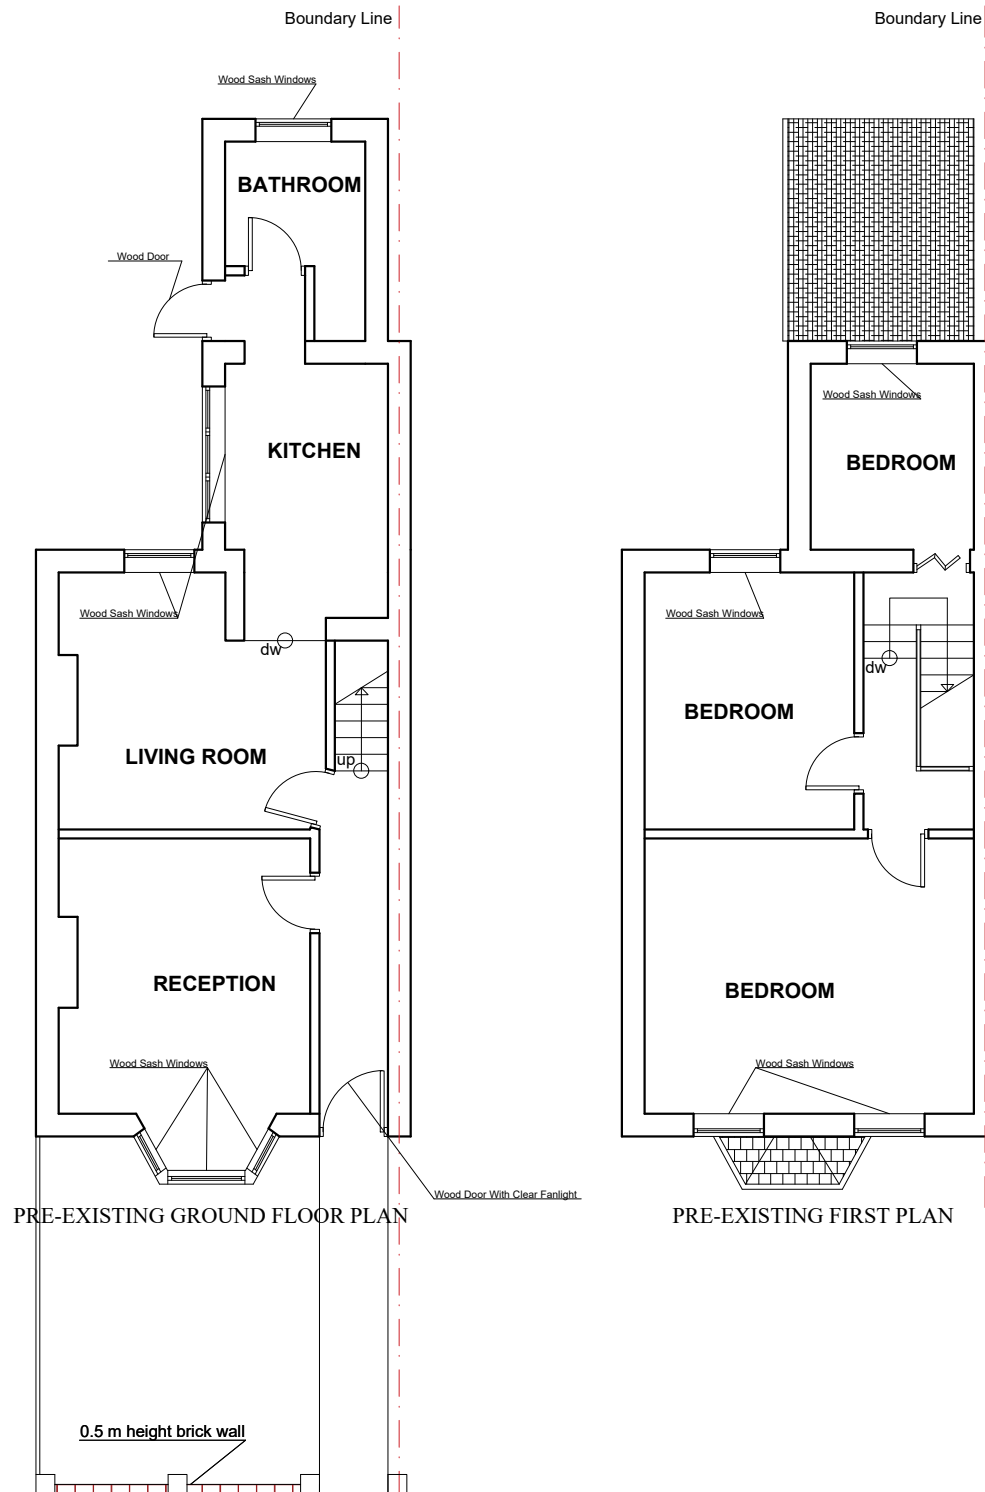 Boundary Line
Boundary Line
Wood Sash Windows
BATHROOM
Wood Door
Wood Sash Windows
KITCHEN
BEDROOM
Wood Sash Windows
Wood Sash Windows
dw
dw
BEDROOM
LIVING ROOM
up
RECEPTION
BEDROOM
Wood Sash Windows
Wood Sash Windows
Wood Door With Clear Fanlight
PRE-EXISTING GROUND FLOOR PLAN
PRE-EXISTING FIRST PLAN
0.5 m height brick wall